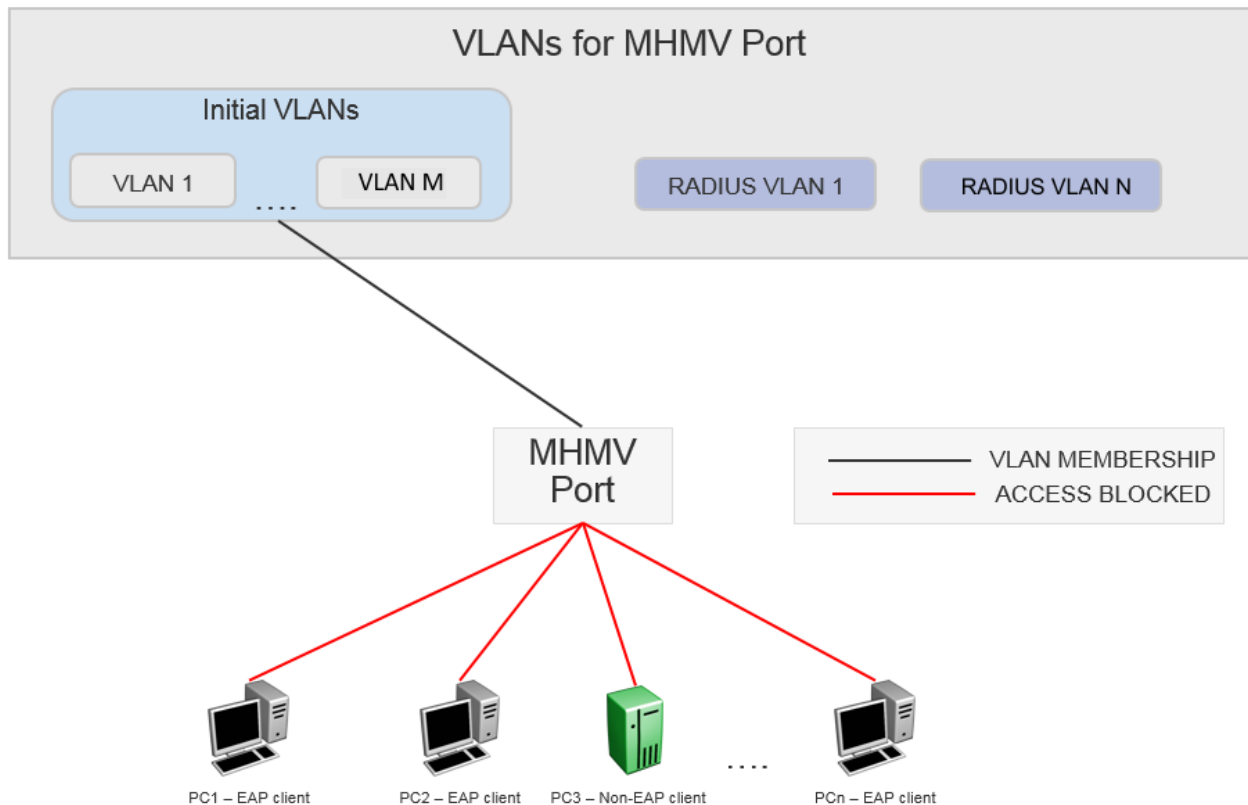 VLANs for MHMV Port
Initial VLANs
VLAN 1
....
VLAN M
RADIUS VLAN 1
RADIUS VLAN N
MHMV
Port
VLAN MEMBERSHIP
ACCESS BLOCKED
....
PC1 – EAP client
PC2 – EAP client
PC3 – Non-EAP client
PCn – EAP client